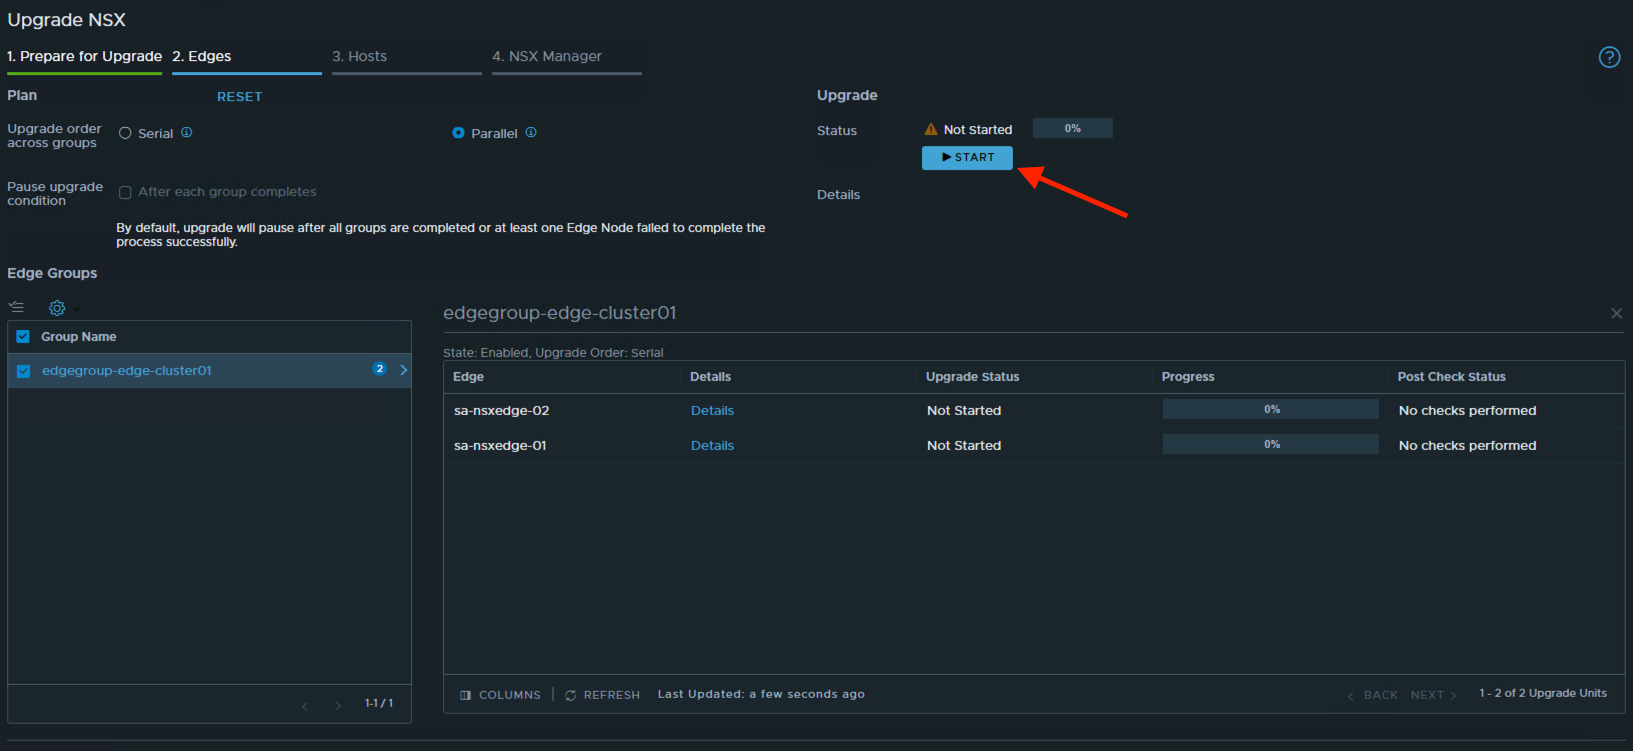 Upgrade NSX
1. Prepare for Upgrade 2. Edges 3. Hosts 4. NSX Manager
Plan RESET
Upgrade order across groups
Serial
Parallel
Pause upgrade condition
After each group completes
By default, upgrade will pause after all groups are completed or at least one Edge Node failed to complete the
process successfully.
Upgrade
Status Not Started 0%
START
Details
Edge Groups
Group Name
edgegroup-edge-cluster01 2
1-1 / 1
edgegroup-edge-cluster01
State: Enabled, Upgrade Order: Serial
Edge Details Upgrade Status Progress Post Check Status
sa-nsxedge-02 Details Not Started 0% No checks performed
sa-nsxedge-01 Details Not Started 0% No checks performed
COLUMNS REFRESH Last Updated: a few seconds ago BACK NEXT 1 - 2 of 2 Upgrade Units